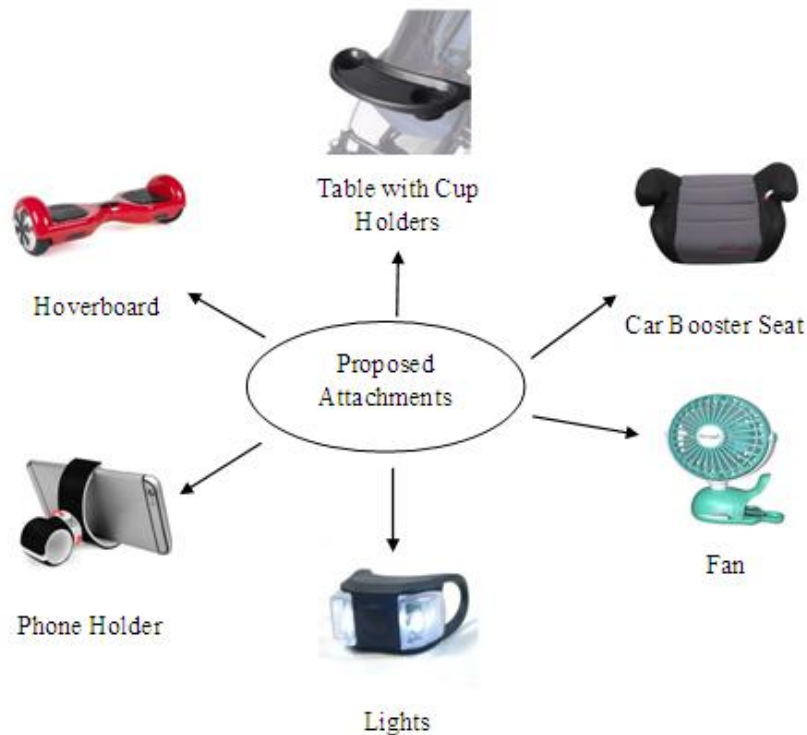 Table with Cup
Holders
Hoverboard
Car Booster Seat
Proposed
Attachments
Fan
Phone Holder
Lights